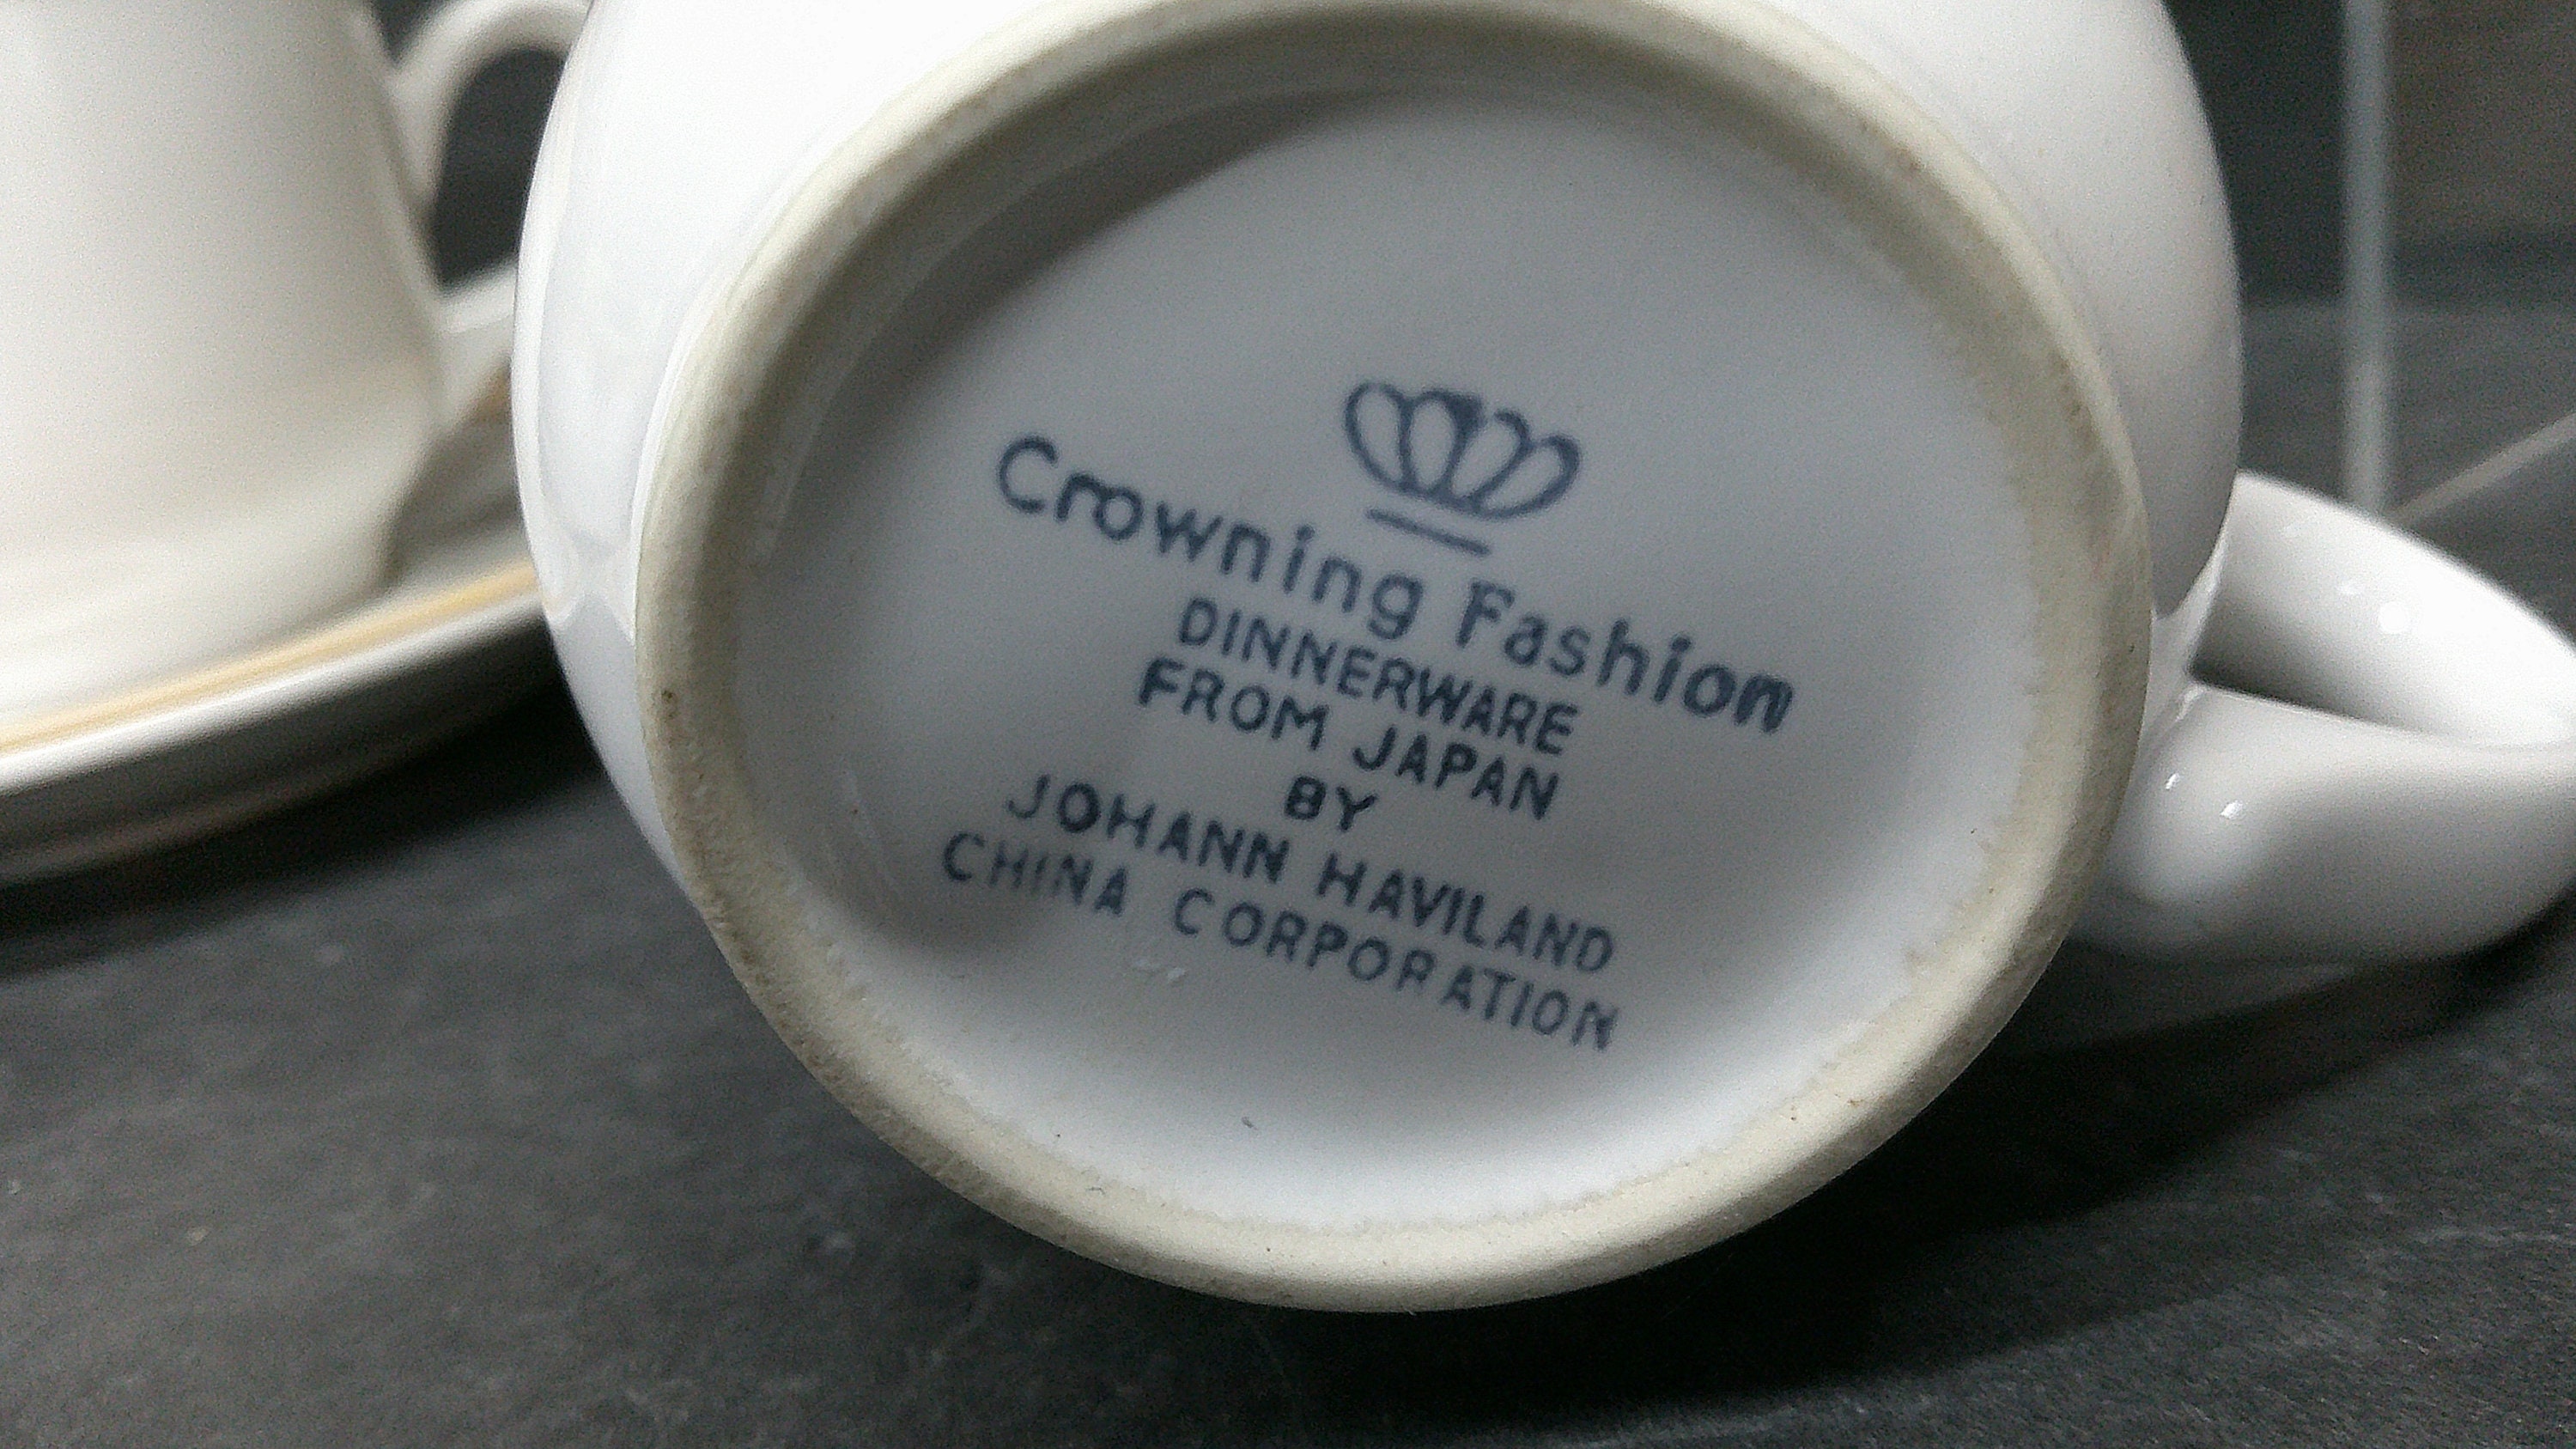 Crowning Fashion
DINNERWARE
FROM JAPAN
BY
JOHANN HAVILAND
CHINA CORPORATION